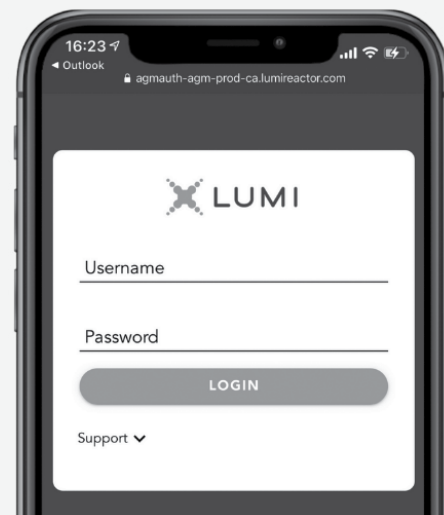 16:23
Outlook
agmauth-agm-prod-ca.lumireactor.com
LUMI
Username
Password
LOGIN
Support